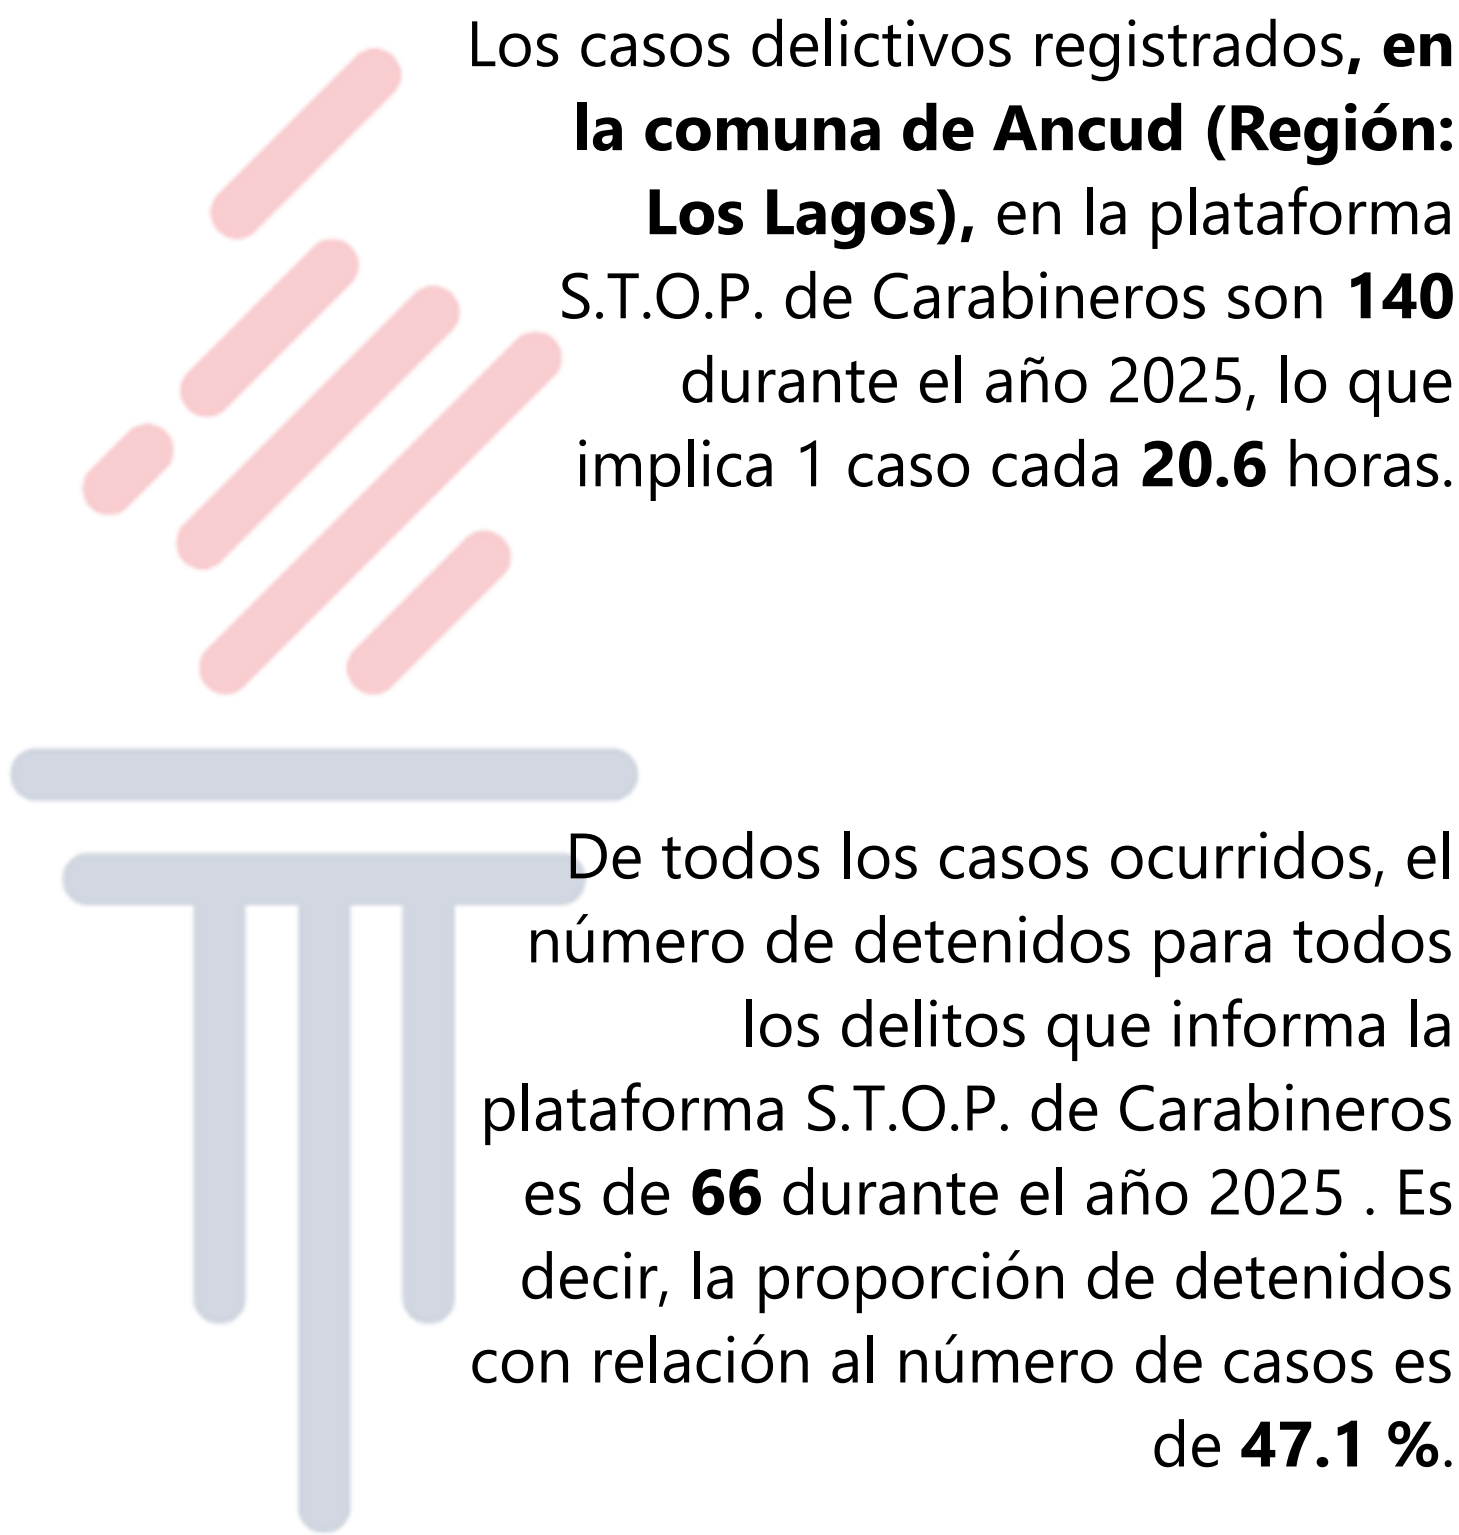 Los casos delictivos registrados, en
la comuna de Ancud (Región:
Los Lagos), en la plataforma
S.T.O.P. de Carabineros son 140
durante el año 2025, lo que
implica 1 caso cada 20.6 horas.
De todos los casos ocurridos, el
número de detenidos para todos
los delitos que informa la
plataforma S.T.O.P. de Carabineros
es de 66 durante el año 2025 . Es
decir, la proporción de detenidos
con relación al número de casos es
de 47.1 %.